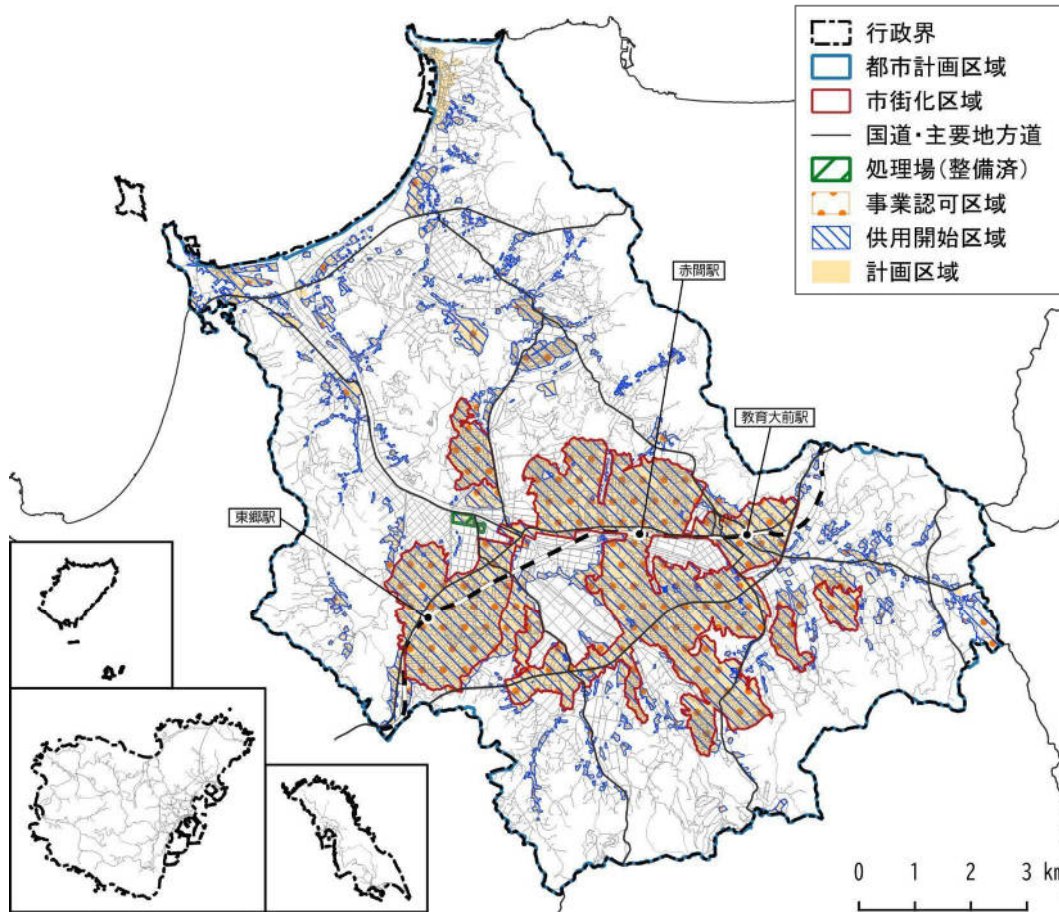 行政界
都市計画区域
市街化区域
国道・主要地方道
処理場(整備済)
事業認可区域
供用開始区域
計画区域
赤間駅
教育大前駅
東郷駅
0 1 2 3 km